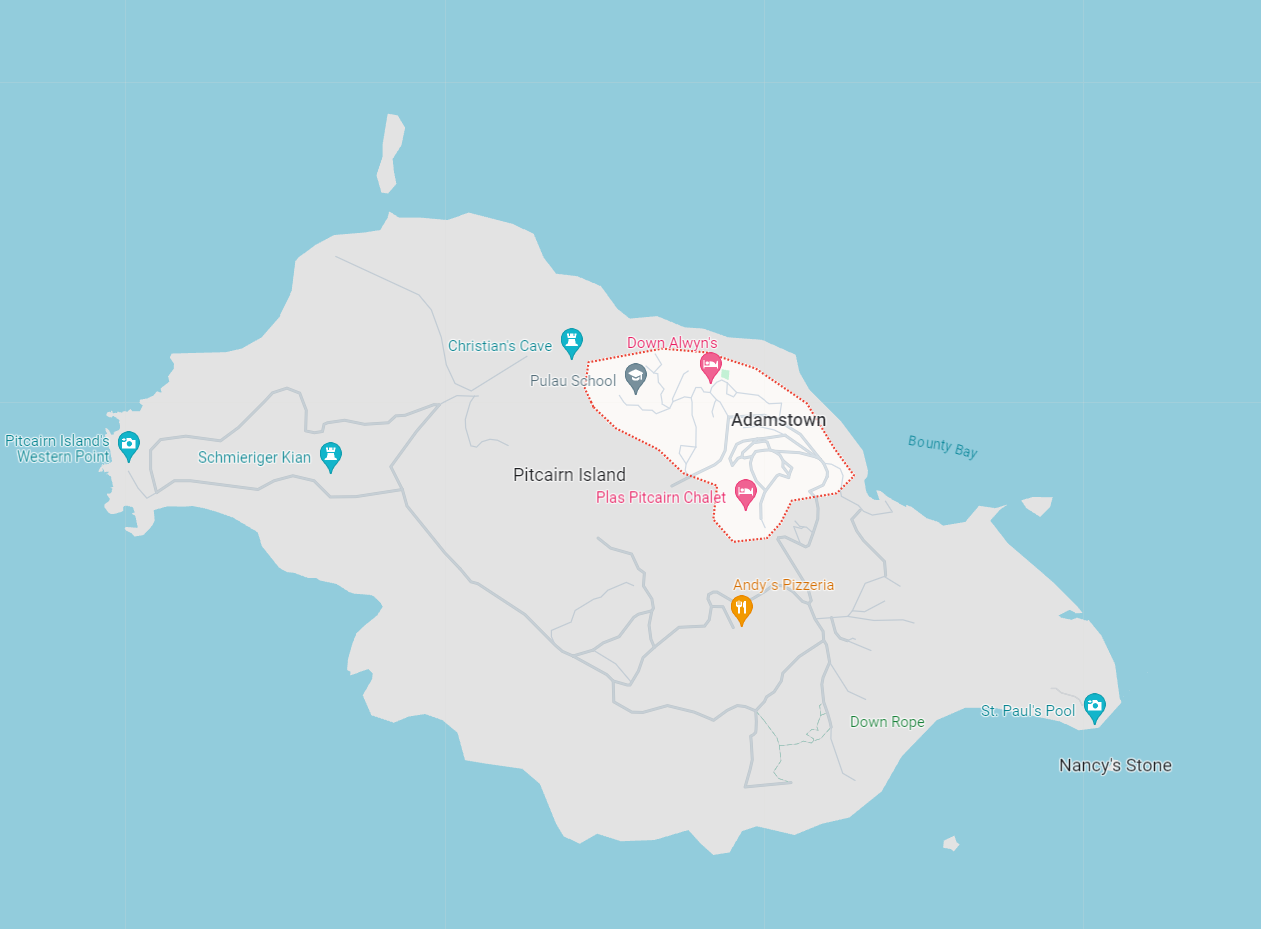 Down Alwyn's
Christian's Cave
Pulau School
Adamstown
Pitcairn Island's
Western Point
Bounty Bay
Schmieriger Kian
Pitcairn Island
Plas Pitcairn Chalet
Andy´s Pizzeria
St. Paul's Pool
Down Rope
Nancy's Stone